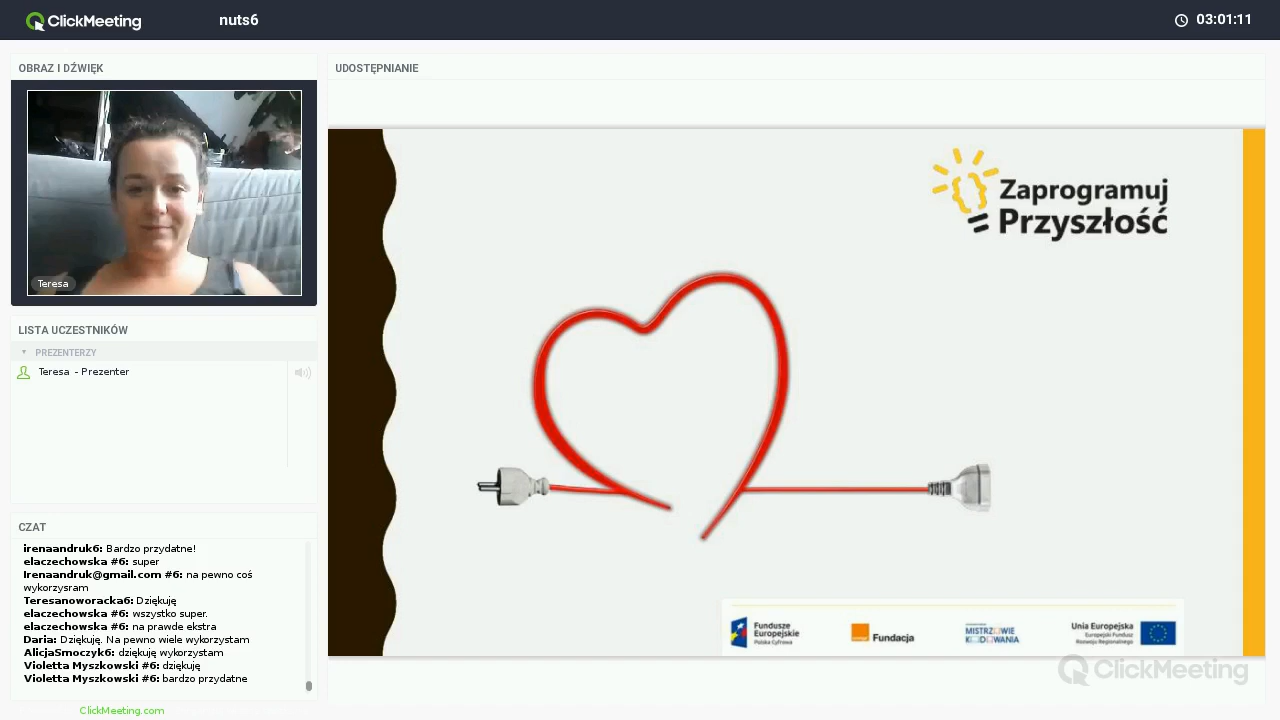 ClickMeeting
nuts6
03:01:11
OBRAZ I DŹWIĘK
Teresa
LISTA UCZESTNIKÓW
PREZENTERZY
Teresa - Prezenter
CZAT
irenaandruk6: Bardzo przydatne!
elaczechowska #6: super
Irenaandruk@gmail.com #6: na pewno coś
wykorzysram
Teresanoworacka6: Dziękuję
elaczechowska #6: wszystko super.
elaczechowska #6: na prawde ekstra
Daria: Dziękuję. Na pewno wiele wykorzystam
AlicjaSmoczyk6: dziękuję wykorzystam
Violetta Myszkowski #6: dziękuję
Violetta Myszkowski #6: bardzo przydatne
ClickMeeting.com
UDOSTĘPNIANIE
Zaprogramuj
Przyszłość
Fundusze
Europejskie
Polska Cyfrowa
orange
Fundacja
MISTRZOWIE
KODOWANIA
Unia Europejska
Europejski Fundusz
Rozwoju Regionalnego
ClickMeeting